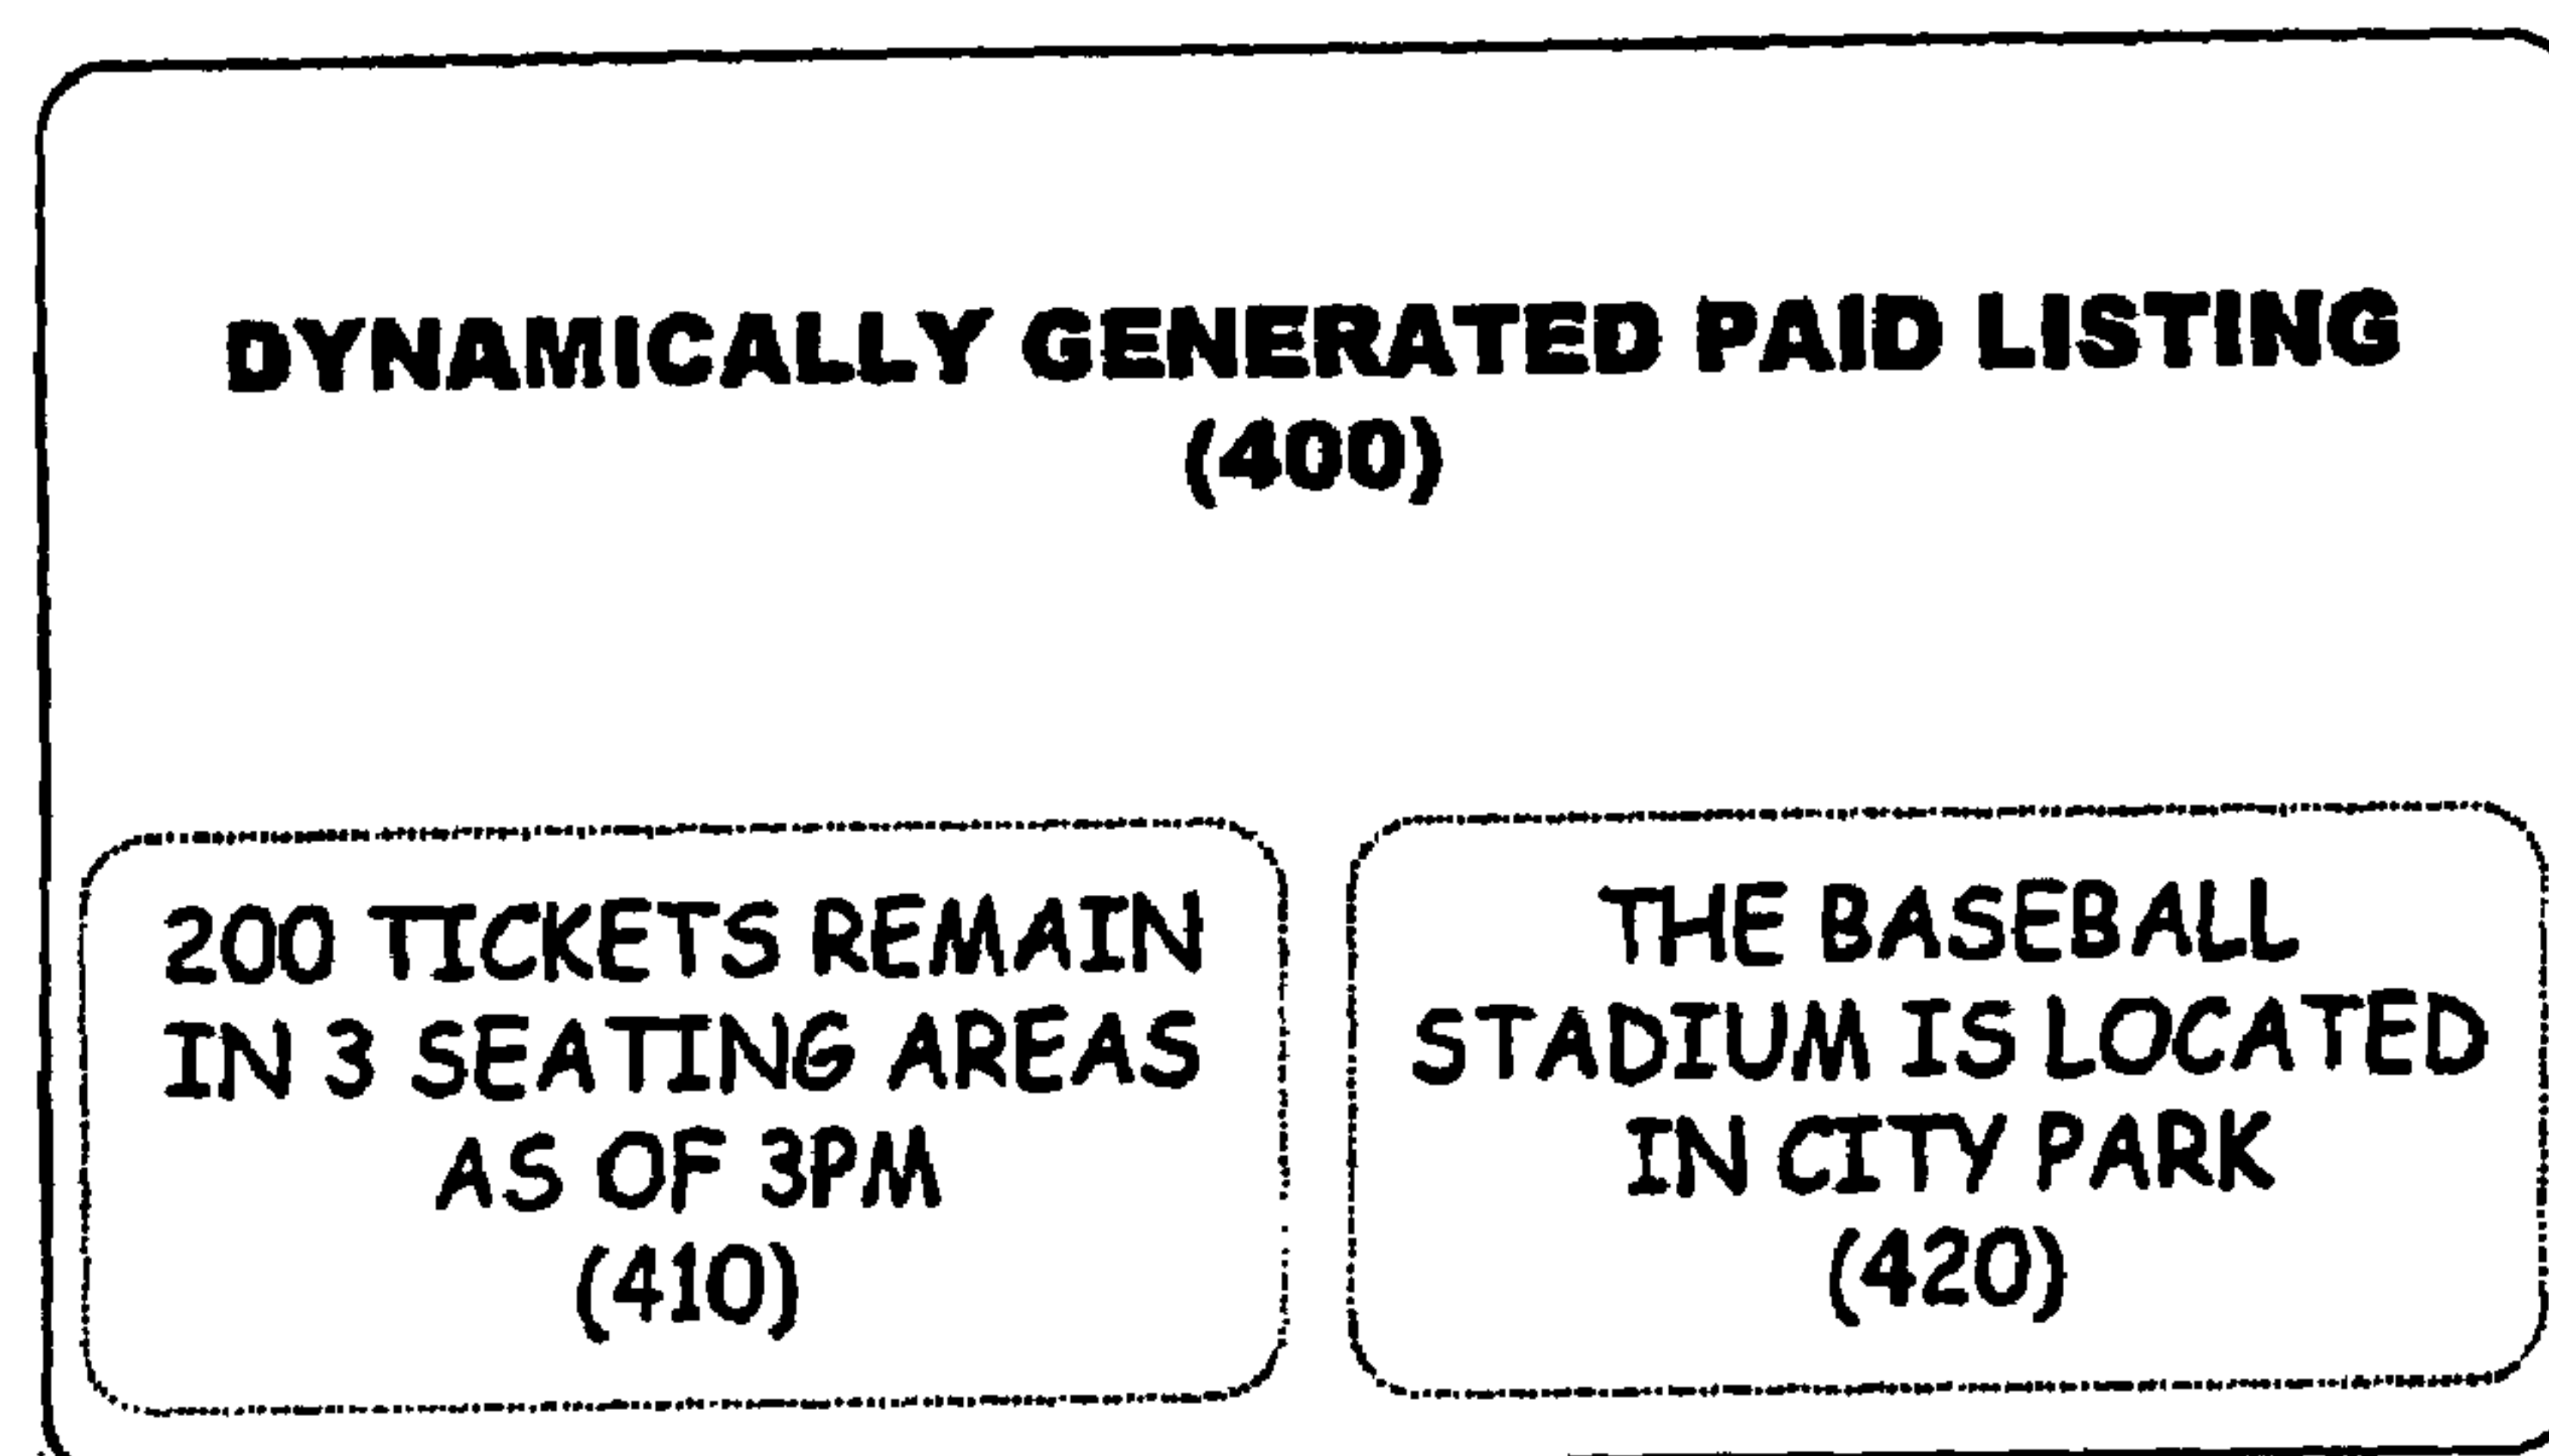 DYNAMICALLY GENERATED PAID LISTING
(400)
200 TICKETS REMAIN
IN 3 SEATING AREAS
AS OF 3PM
(410)
THE BASEBALL
STADIUM IS LOCATED
IN CITY PARK
(420)